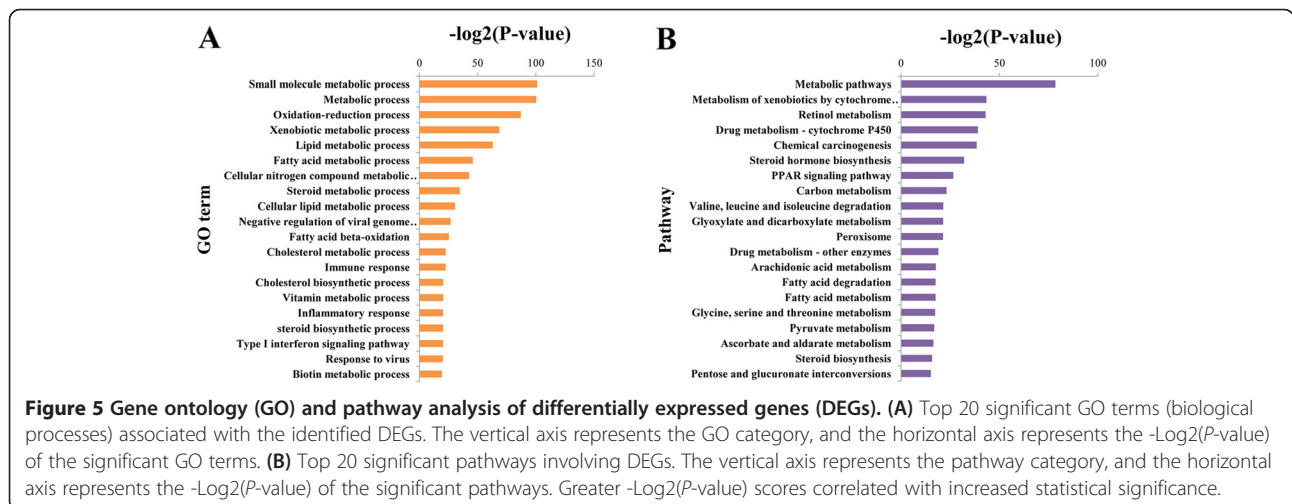 A
-log2(P-value)
0 50 100 150
GO term
Small molecule metabolic process
Metabolic process
Oxidation-reduction process
Xenobiotic metabolic process
Lipid metabolic process
Fatty acid metabolic process
Cellular nitrogen compound metabolic..
Steroid metabolic process
Cellular lipid metabolic process
Negative regulation of viral genome..
Fatty acid beta-oxidation
Cholesterol metabolic process
Immune response
Cholesterol biosynthetic process
Vitamin metabolic process
Inflammatory response
steroid biosynthetic process
Type I interferon signaling pathway
Response to virus
Biotin metabolic process
B
-log2(P-value)
0 50 100
Pathway
Metabolic pathways
Metabolism of xenobiotics by cytochrome..
Retinol metabolism
Drug metabolism - cytochrome P450
Chemical carcinogenesis
Steroid hormone biosynthesis
PPAR signaling pathway
Carbon metabolism
Valine, leucine and isoleucine degradation
Glyoxylate and dicarboxylate metabolism
Peroxisome
Drug metabolism - other enzymes
Arachidonic acid metabolism
Fatty acid degradation
Fatty acid metabolism
Glycine, serine and threonine metabolism
Pyruvate metabolism
Ascorbate and aldarate metabolism
Steroid biosynthesis
Pentose and glucuronate interconversions
Figure 5 Gene ontology (GO) and pathway analysis of differentially expressed genes (DEGs). (A) Top 20 significant GO terms (biological
processes) associated with the identified DEGs. The vertical axis represents the GO category, and the horizontal axis represents the -Log2(P-value)
of the significant GO terms. (B) Top 20 significant pathways involving DEGs. The vertical axis represents the pathway category, and the horizontal
axis represents the -Log2(P-value) of the significant pathways. Greater -Log2(P-value) scores correlated with increased statistical significance.